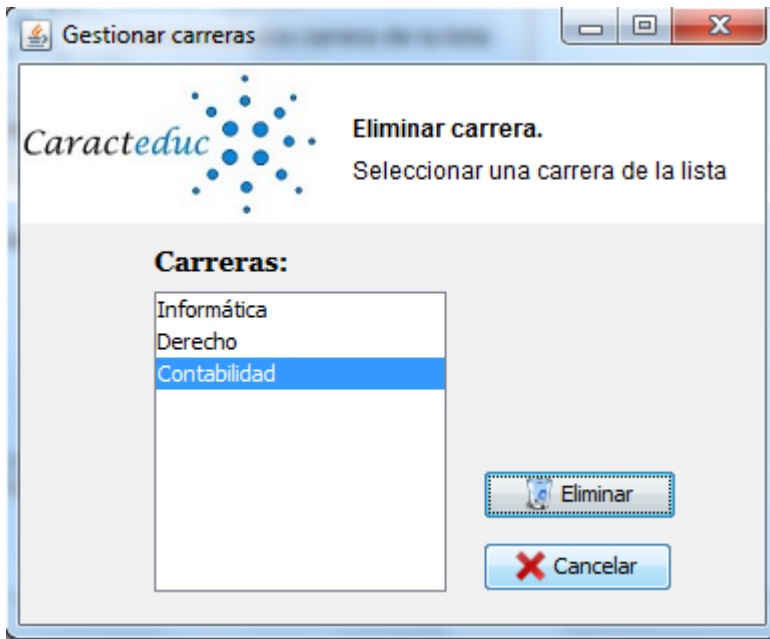 Gestionar carreras
Caracteduc
Eliminar carrera.
Seleccionar una carrera de la lista
Carreras:
Informática
Derecho
Contabilidad
Eliminar
Cancelar